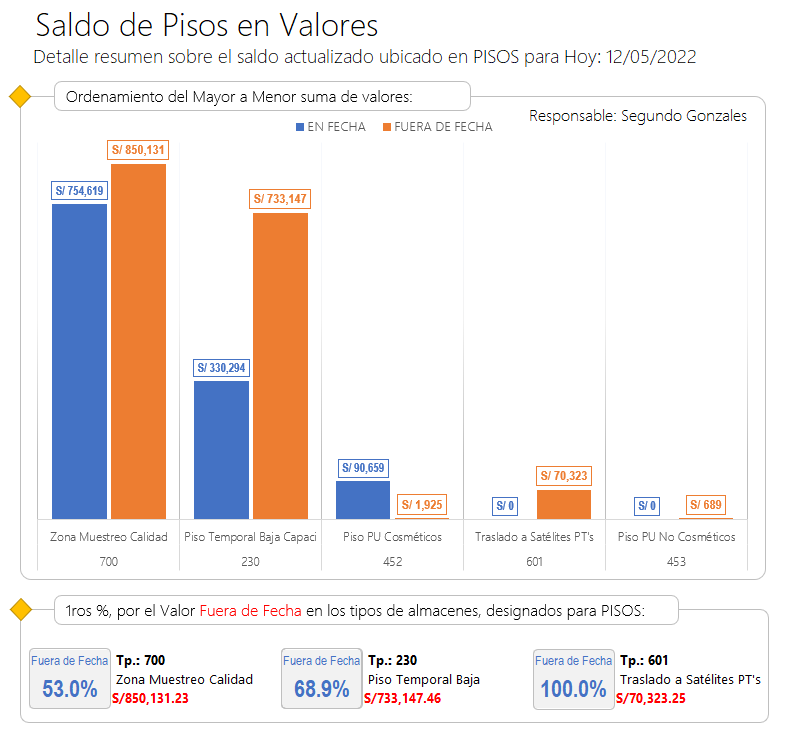 Saldo de Pisos en Valores
Detalle resumen sobre el saldo actualizado ubicado en PISOS para Hoy: 12/05/2022
Ordenamiento del Mayor a Menor suma de valores:
Responsable: Segundo Gonzales
EN FECHA FUERA DE FECHA
S/ 850,131
S/ 754,619
S/ 733,147
S/ 330,294
S/ 90,659
S/ 1,925
S/ 0
S/ 70,323
S/ 0
S/ 689
Zona Muestreo Calidad Piso Temporal Baja Capaci Piso PU Cosméticos Traslado a Satélites PT's Piso PU No Cosméticos
700 230 452 601 453
1ros %, por el Valor Fuera de Fecha en los tipos de almacenes, designados para PISOS:
Fuera de Fecha
53.0%
Tp.: 700
Zona Muestreo Calidad
S/850,131.23
Fuera de Fecha
68.9%
Tp.: 230
Piso Temporal Baja
S/733,147.46
Fuera de Fecha
100.0%
Tp.: 601
Traslado a Satélites PT's
S/70,323.25